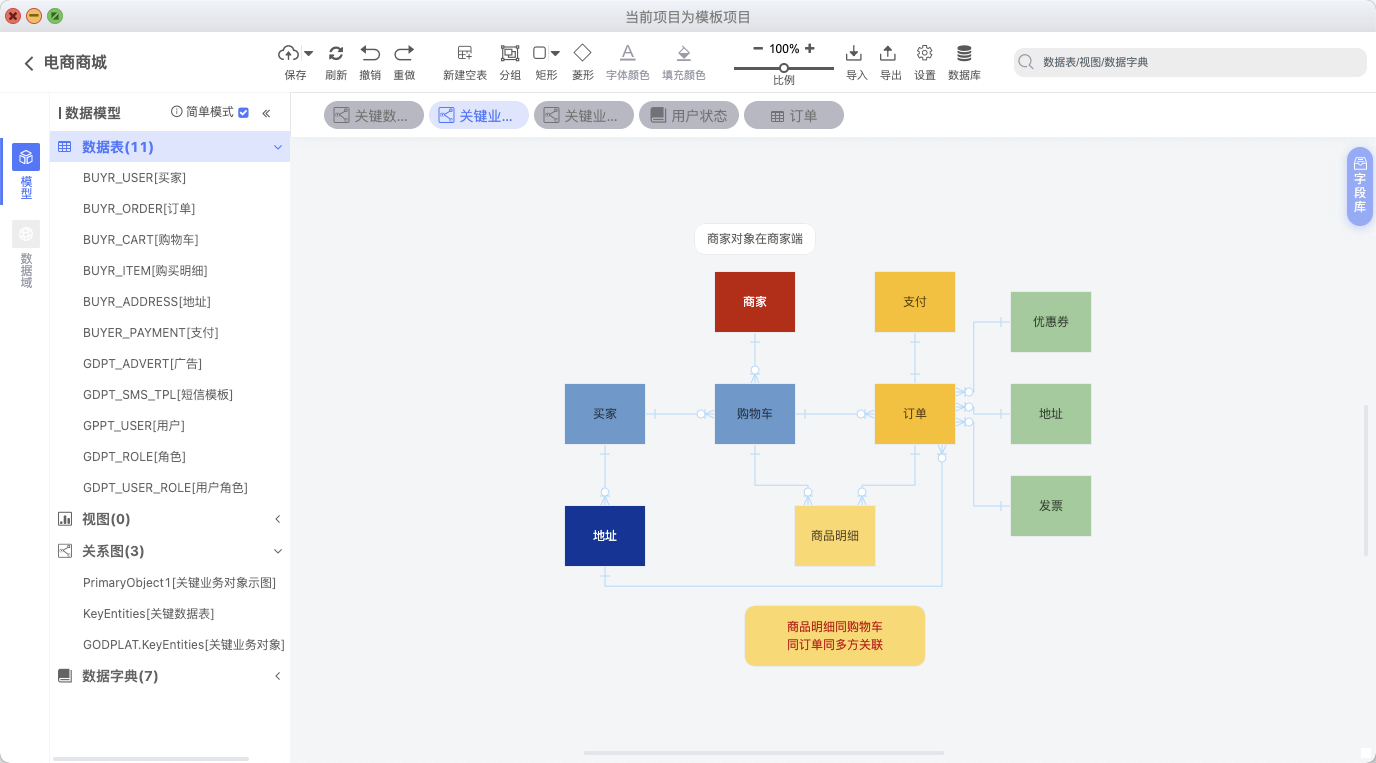 当前项目为模板项目
电商商城
保存
刷新
撤销
重做
新建空表
分组
矩形
菱形
字体颜色
填充颜色
100%
比例
导入
导出
设置
数据库
数据表/视图/数据字典
模型
数据域
数据模型
简单模式
数据表(11)
BUYR_USER[买家]
BUYR_ORDER[订单]
BUYR_CART[购物车]
BUYR_ITEM[购买明细]
BUYR_ADDRESS[地址]
BUYER_PAYMENT[支付]
GDPT_ADVERT[广告]
GDPT_SMS_TPL[短信模板]
GPPT_USER[用户]
GDPT_ROLE[角色]
GDPT_USER_ROLE[用户角色]
视图(0)
关系图(3)
PrimaryObject1[关键业务对象示图]
KeyEntities[关键数据表]
GODPLAT.KeyEntities[关键业务对象]
数据字典(7)
关键数...
关键业...
关键业...
用户状态
订单
字段库
商家对象在商家端
商家
支付
优惠券
买家
购物车
订单
地址
地址
商品明细
发票
商品明细同购物车
同订单同多方关联